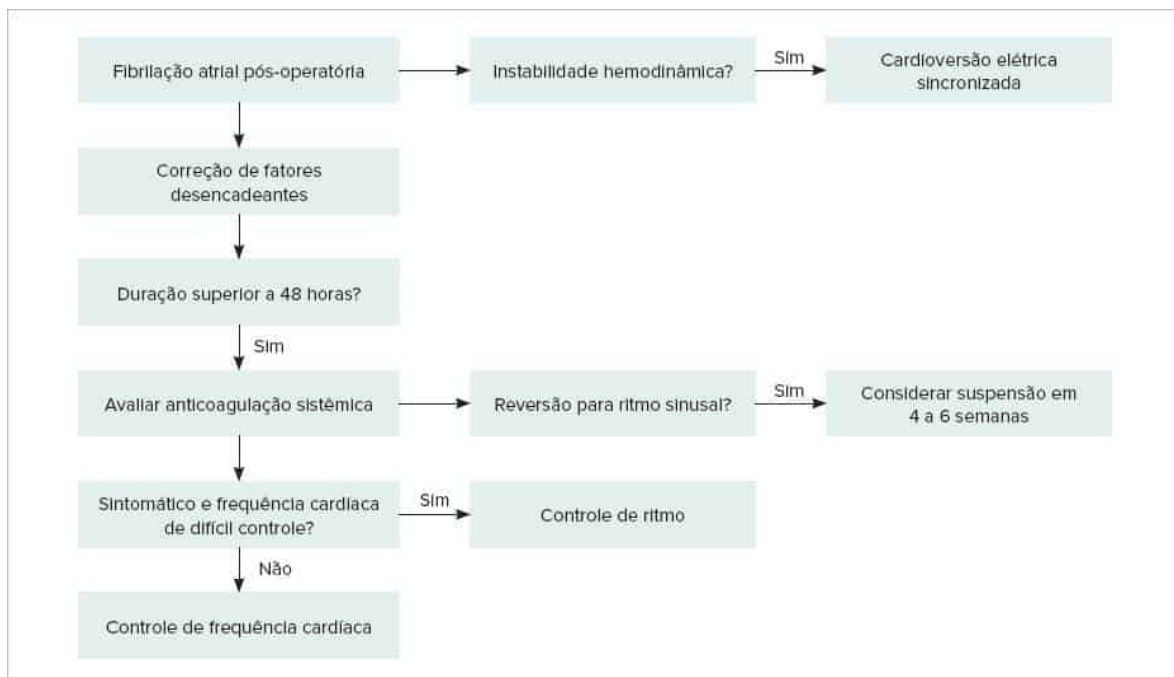 Fibrilação atrial pós-operatória
Instabilidade hemodinâmica?
Sim
Cardioversão elétrica
sincronizada
Correção de fatores
desencadeantes
Duração superior a 48 horas?
Sim
Avaliar anticoagulação sistêmica
Reversão para ritmo sinusal?
Sim
Considerar suspensão em
4 a 6 semanas
Sintomático e frequência cardíaca
de difícil controle?
Sim
Controle de ritmo
Não
Controle de frequência cardíaca